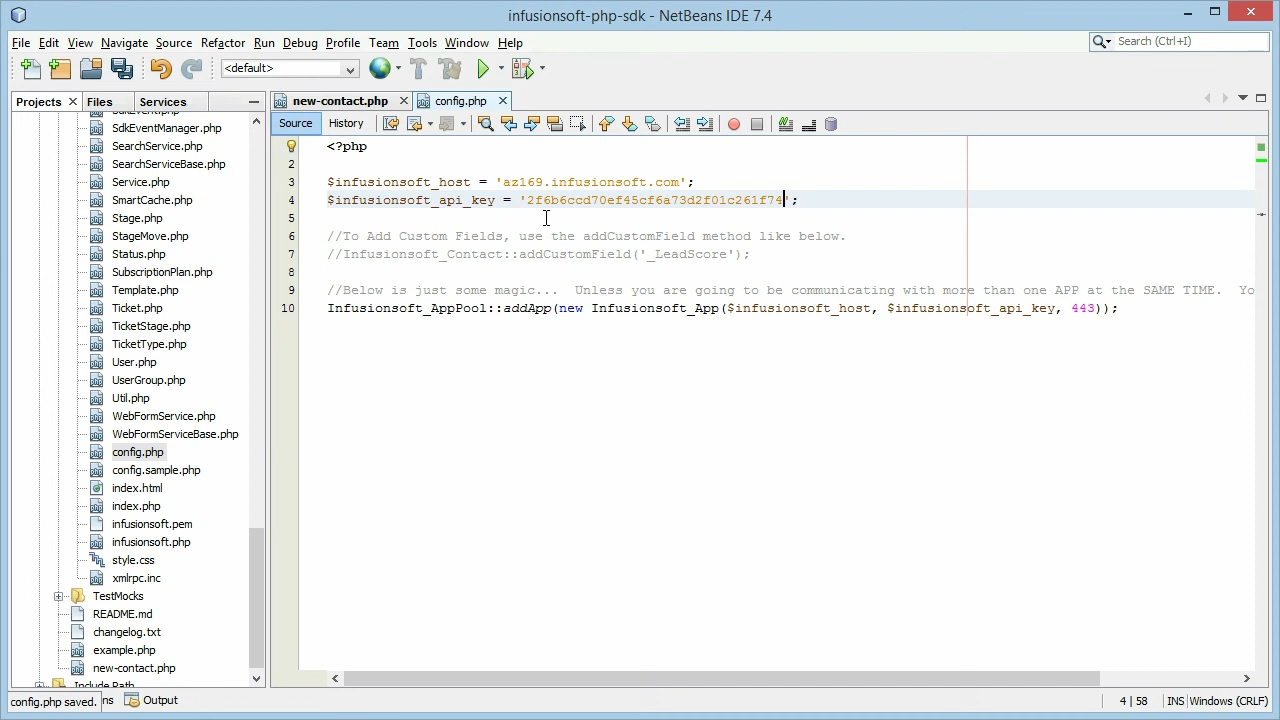 infusionsoft-php-sdk - NetBeans IDE 7.4
File Edit View Navigate Source Refactor Run Debug Profile Team Tools Window Help
Search (Ctrl+I)
<default>
Projects Files Services
new-contact.php config.php
Source History
SdkEventManager.php
SearchService.php
SearchServiceBase.php
Service.php
SmartCache.php
Stage.php
StageMove.php
Status.php
SubscriptionPlan.php
Template.php
Ticket.php
TicketStage.php
TicketType.php
User.php
UserGroup.php
Util.php
WebFormService.php
WebFormServiceBase.php
config.php
config.sample.php
index.html
index.php
infusionsoft.pem
infusionsoft.php
style.css
xmlrpc.inc
TestMocks
README.md
changelog.txt
example.php
new-contact.php
Include Path
1 <?php
2
3 $infusionsoft_host = 'az169.infusionsoft.com';
4 $infusionsoft_api_key = '2f6b6ccd70ef45cf6a73d2f01c261f74';
5
6 //To Add Custom Fields, use the addCustomField method like below.
7 //Infusionsoft_Contact::addCustomField('_LeadScore');
8
9 //Below is just some magic... Unless you are going to be communicating with more than one APP at the SAME TIME. Yo
10 Infusionsoft_AppPool::addApp(new Infusionsoft_App($infusionsoft_host, $infusionsoft_api_key, 443));
config.php saved. ns Output
4 | 58 INS Windows (CRLF)